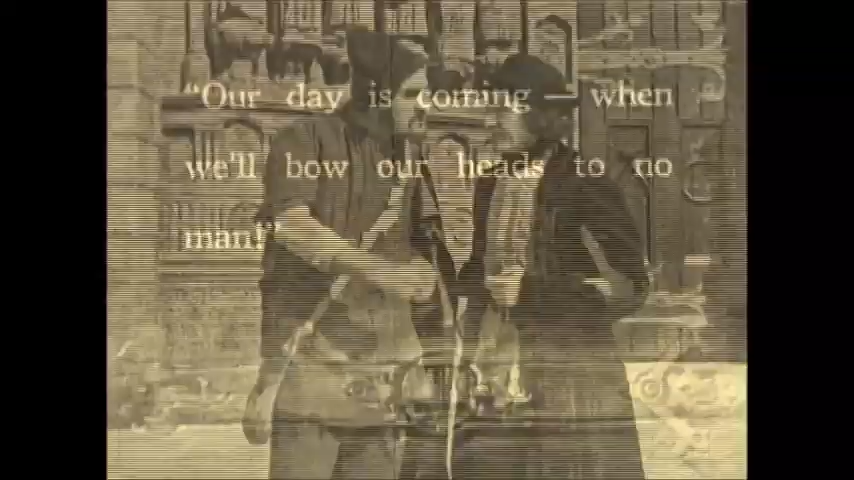 “Our day is coming — when
we'll bow our heads to no
man!”